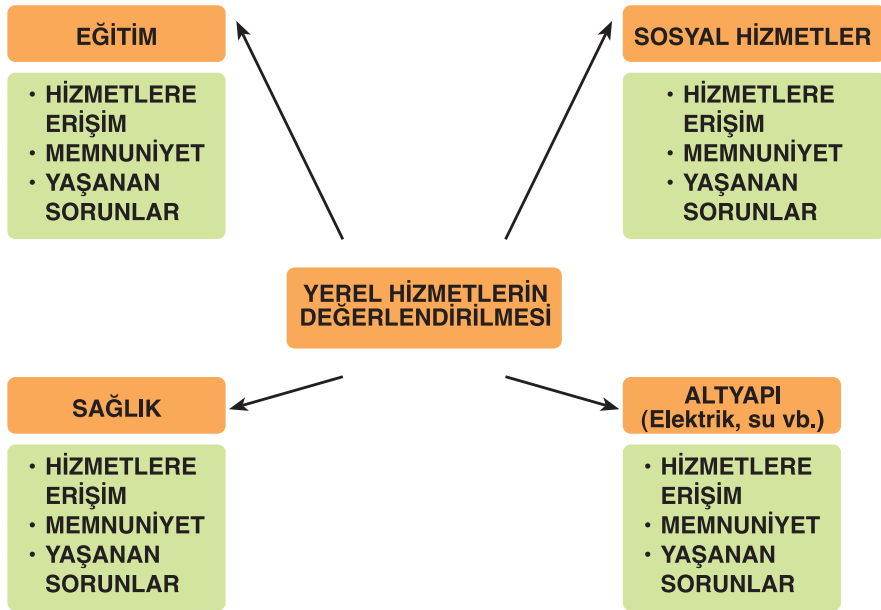 EĞİTİM
• HİZMETLERE
ERİŞİM
• MEMNUNİYET
• YAŞANAN
SORUNLAR
SOSYAL HİZMETLER
• HİZMETLERE
ERİŞİM
• MEMNUNİYET
• YAŞANAN
SORUNLAR
YEREL HİZMETLERİN
DEĞERLENDİRİLMESİ
SAĞLIK
• HİZMETLERE
ERİŞİM
• MEMNUNİYET
• YAŞANAN
SORUNLAR
ALTYAPI
(Elektrik, su vb.)
• HİZMETLERE
ERİŞİM
• MEMNUNİYET
• YAŞANAN
SORUNLAR